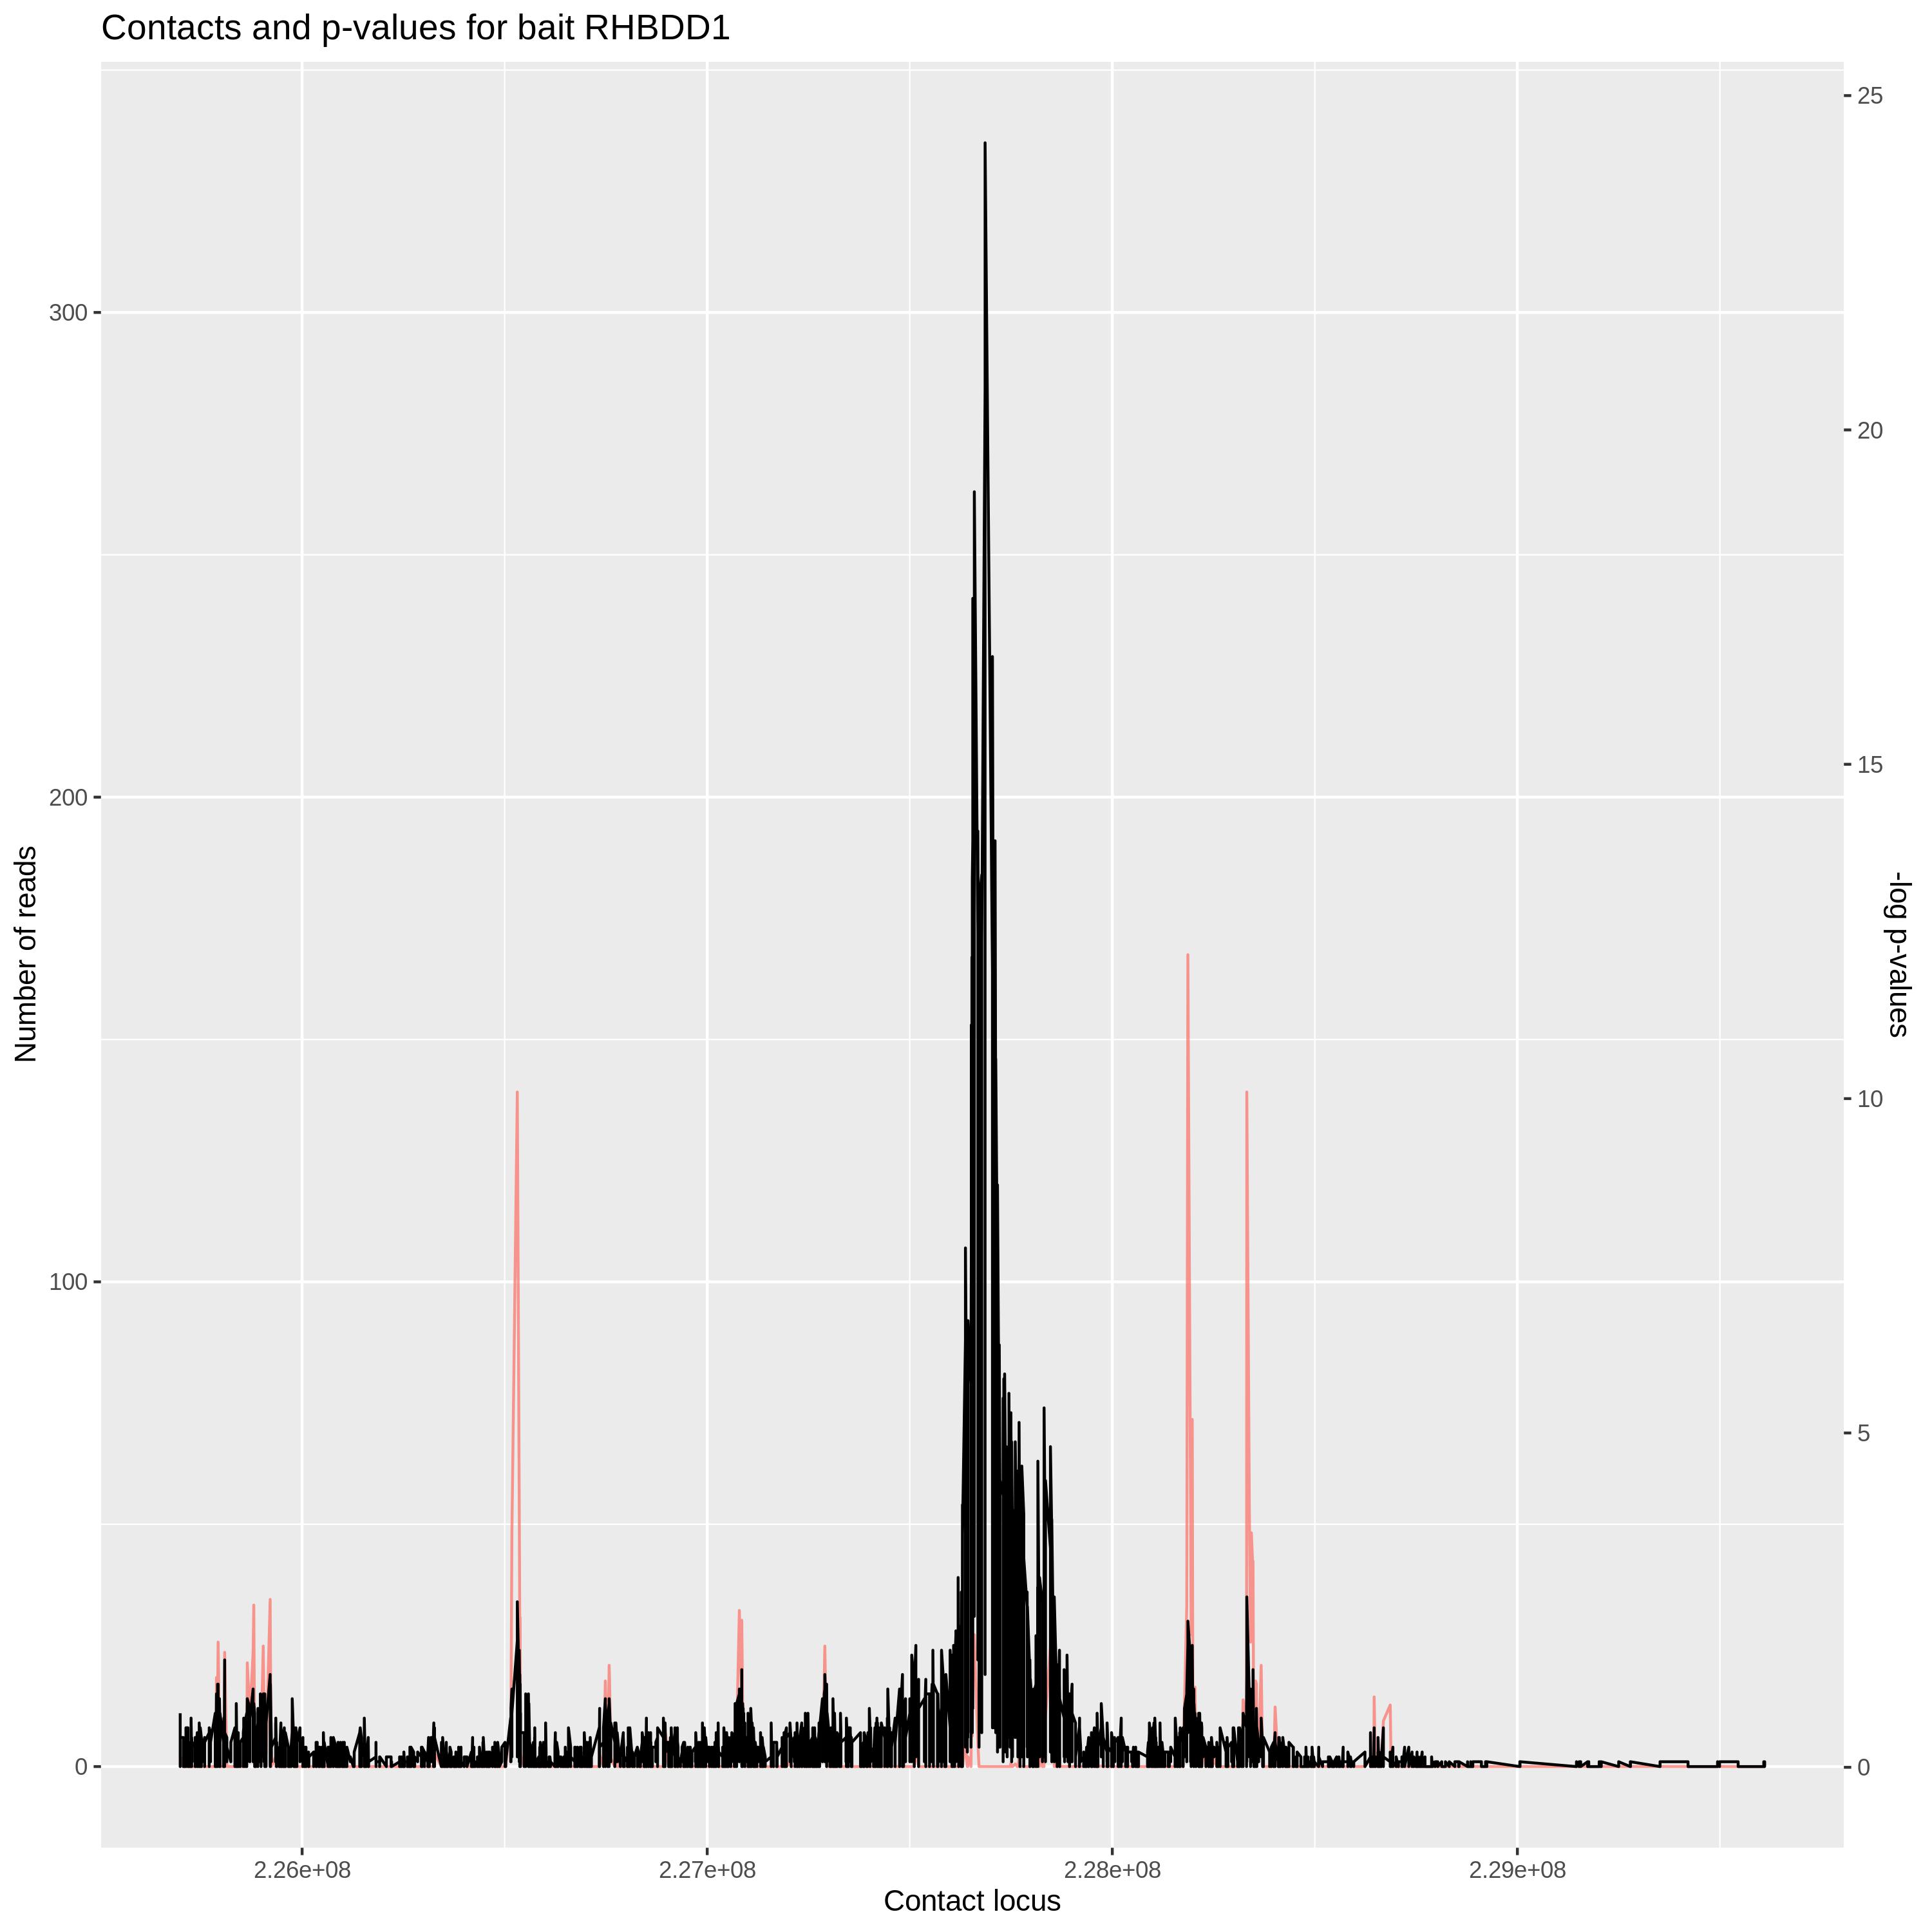 Contacts and p-values for bait RHBDD1
Number of reads
300
200
100
0
25
20
15
10
5
0
-log p-values
2.26e+08 2.27e+08 2.28e+08 2.29e+08
Contact locus